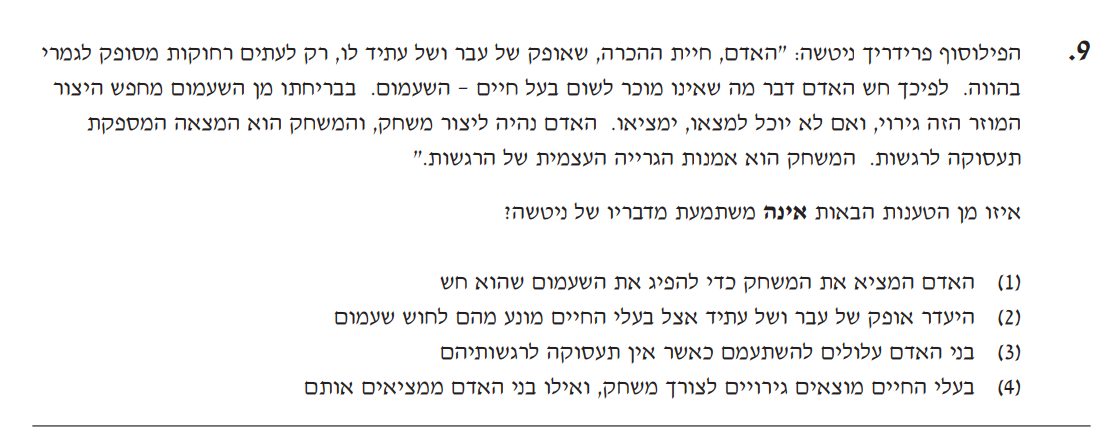 9. הפילוסוף פרידריך ניטשה: "האדם, חיית ההכרה, שאופק של עבר ושל עתיד לו, רק לעתים רחוקות מסופק לגמרי
בהווה. לפיכך חש האדם דבר מה שאינו מוכר לשום בעל חיים – השעמום. בבריחתו מן השעמום מחפש היצור
המוזר הזה גירוי, ואם לא יוכל למצאו, ימציאו. האדם נהיה ליצור משחק, והמשחק הוא המצאה המספקת
תעסוקה לרגשות. המשחק הוא אמנות הגרייה העצמית של הרגשות."
איזו מן הטענות הבאות אינה משתמעת מדבריו של ניטשה?
(1) האדם המציא את המשחק כדי להפיג את השעמום שהוא חש
(2) היעדר אופק של עבר ושל עתיד אצל בעלי החיים מונע מהם לחוש שעמום
(3) בני האדם עלולים להשתעמם כאשר אין תעסוקה לרגשותיהם
(4) בעלי החיים מוצאים גירויים לצורך משחק, ואילו בני האדם ממציאים אותם